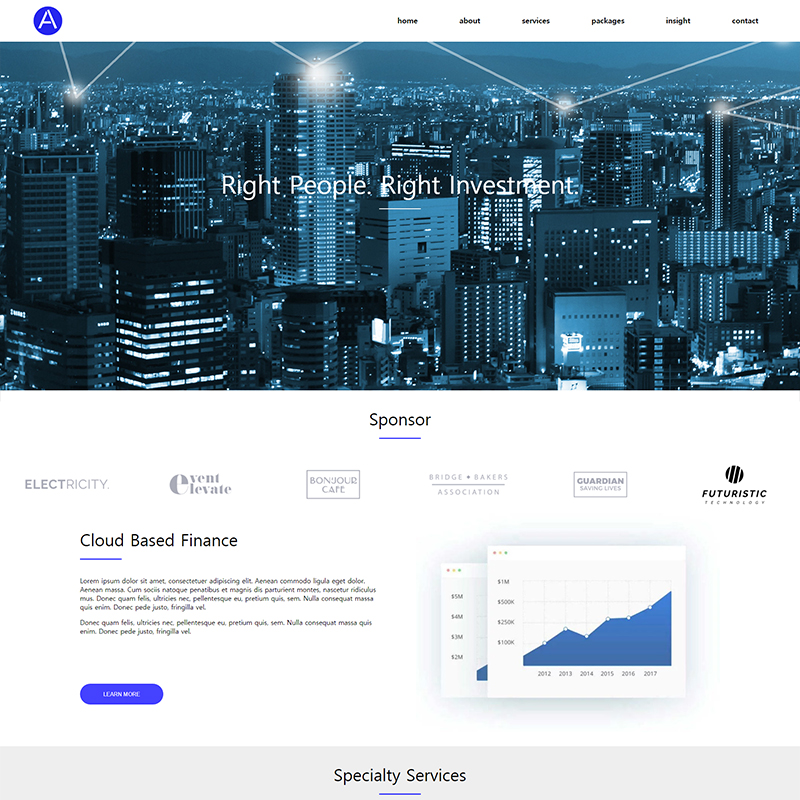 A
home about services packages insight contact
Right People. Right Investment.
Sponsor
ELECTRICITY.
event
elevate
BONJOUR
CAFE
BRIDGE • BAKERS
ASSOCIATION
GUARDIAN
SAVING LIVES
FUTURISTIC
TECHNOLOGY
Cloud Based Finance
Lorem ipsum dolor sit amet, consectetuer adipiscing elit. Aenean commodo ligula eget dolor.
Aenean massa. Cum sociis natoque penatibus et magnis dis parturient montes, nascetur ridiculus
mus. Donec quam felis, ultricies nec, pellentesque eu, pretium quis, sem. Nulla consequat massa
quis enim. Donec pede justo, fringilla vel.
Donec quam felis, ultricies nec, pellentesque eu, pretium quis, sem. Nulla consequat massa quis
enim. Donec pede justo, fringilla vel.
LEARN MORE
$5M
$4M
$3M
$2M
$1M
$500K
$250K
$100K
2012 2013 2014 2015 2016 2017
Specialty Services